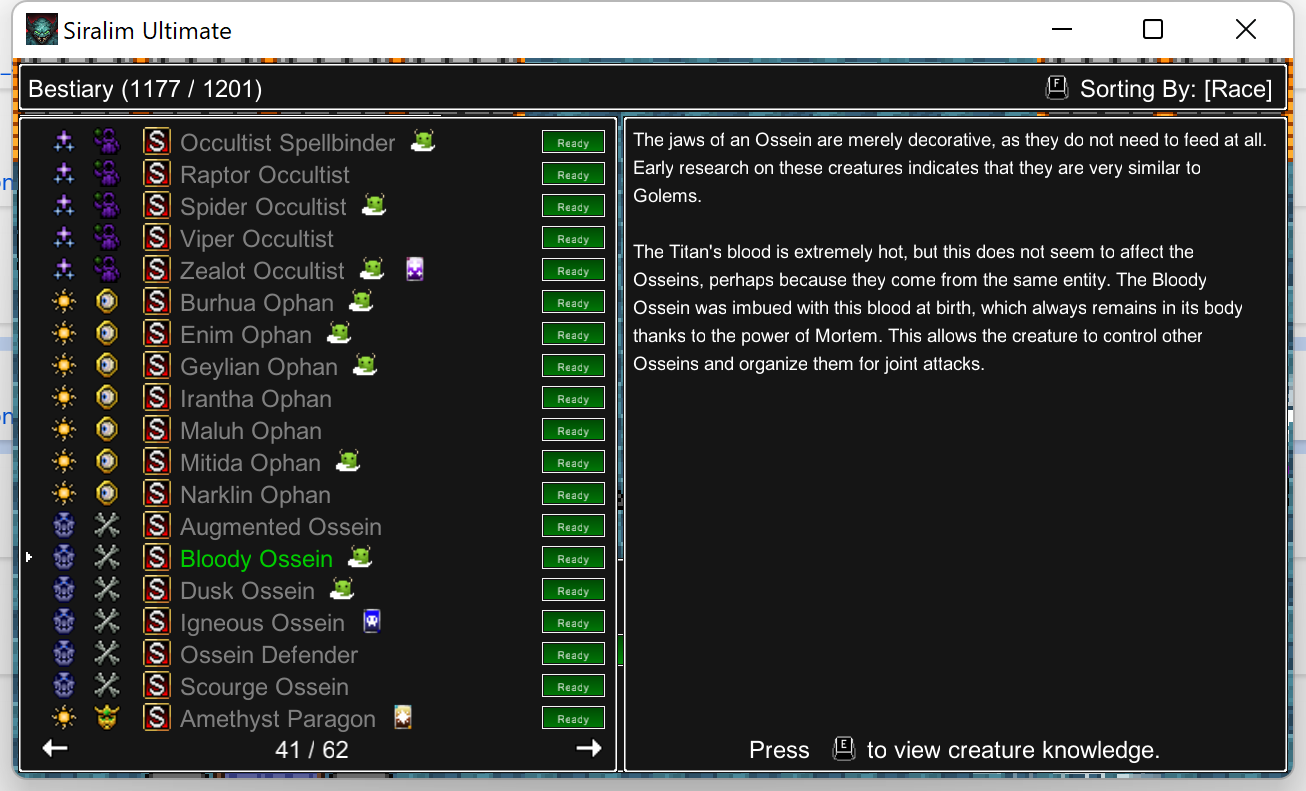 Siralim Ultimate
Bestiary (1177 / 1201)
F Sorting By: [Race]
S Occultist Spellbinder Ready
S Raptor Occultist Ready
S Spider Occultist Ready
S Viper Occultist Ready
S Zealot Occultist Ready
S Burhua Ophan Ready
S Enim Ophan Ready
S Geylian Ophan Ready
S Irantha Ophan Ready
S Maluh Ophan Ready
S Mitida Ophan Ready
S Narklin Ophan Ready
S Augmented Ossein Ready
S Bloody Ossein Ready
S Dusk Ossein Ready
S Igneous Ossein Ready
S Ossein Defender Ready
S Scourge Ossein Ready
S Amethyst Paragon Ready
41 / 62
The jaws of an Ossein are merely decorative, as they do not need to feed at all.
Early research on these creatures indicates that they are very similar to
Golems.
The Titan's blood is extremely hot, but this does not seem to affect the
Osseins, perhaps because they come from the same entity. The Bloody
Ossein was imbued with this blood at birth, which always remains in its body
thanks to the power of Mortem. This allows the creature to control other
Osseins and organize them for joint attacks.
Press E to view creature knowledge.
on
on